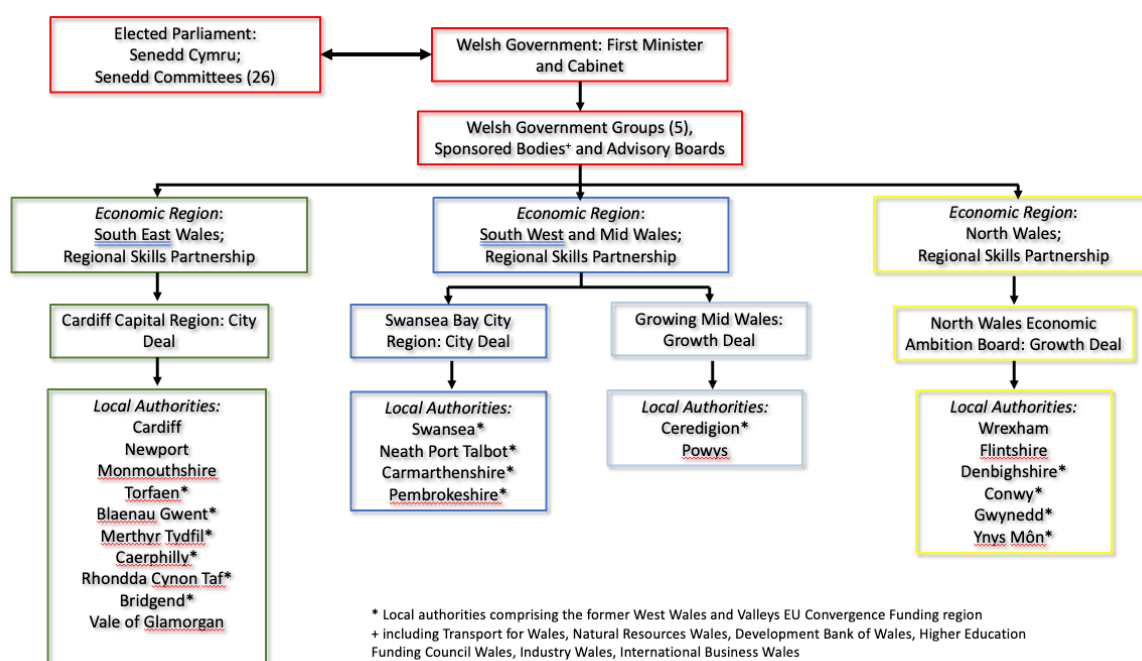 Elected Parliament:
Senedd Cymru;
Senedd Committees (26)
Welsh Government: First Minister
and Cabinet
Welsh Government Groups (5),
Sponsored Bodies+ and Advisory Boards
Economic Region:
South East Wales;
Regional Skills Partnership
Economic Region:
South West and Mid Wales;
Regional Skills Partnership
Economic Region:
North Wales;
Regional Skills Partnership
Cardiff Capital Region: City
Deal
Swansea Bay City
Region: City Deal
Growing Mid Wales:
Growth Deal
North Wales Economic
Ambition Board: Growth Deal
Local Authorities:
Cardiff
Newport
Monmouthshire
Torfaen*
Blaenau Gwent*
Merthyr Tydfil*
Caerphilly*
Rhondda Cynon Taf*
Bridgend*
Vale of Glamorgan
Local Authorities:
Swansea*
Neath Port Talbot*
Carmarthenshire*
Pembrokeshire*
Local Authorities:
Ceredigion*
Powys
Local Authorities:
Wrexham
Flintshire
Denbighshire*
Conwy*
Gwynedd*
Ynys Môn*
* Local authorities comprising the former West Wales and Valleys EU Convergence Funding region
+ including Transport for Wales, Natural Resources Wales, Development Bank of Wales, Higher Education
Funding Council Wales, Industry Wales, International Business Wales